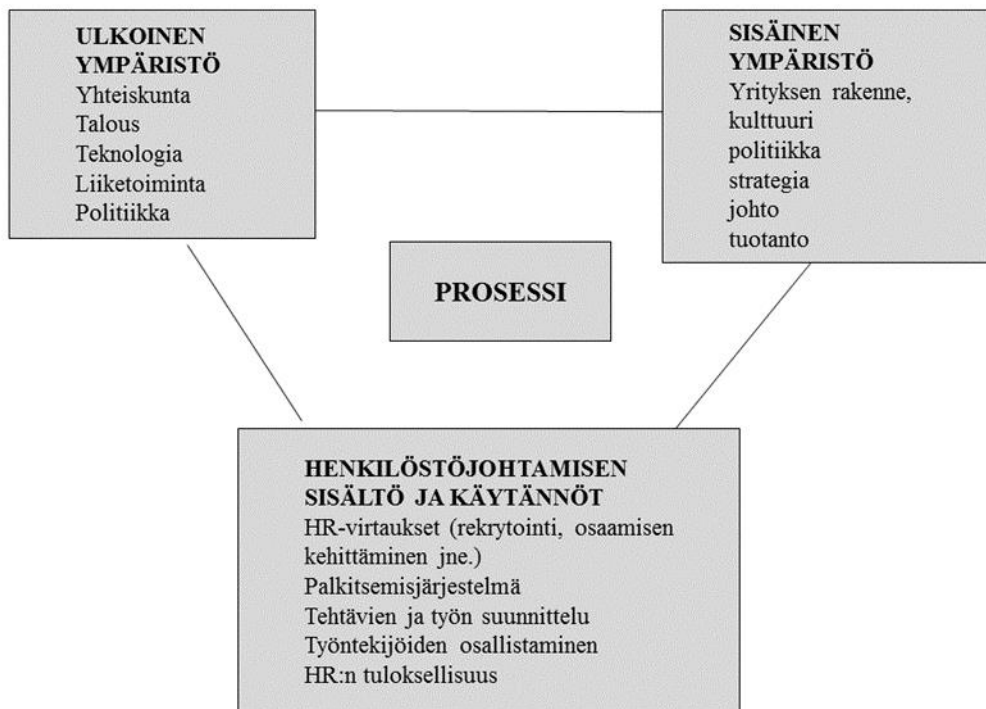 ULKOINEN
YMPÄRISTÖ
Yhteiskunta
Talous
Teknologia
Liiketoiminta
Politiikka
SISÄINEN
YMPÄRISTÖ
Yrityksen rakenne,
kulttuuri
politiikka
strategia
johto
tuotanto
PROSESSI
HENKILÖSTÖJOHTAMISEN
SISÄLTÖ JA KÄYTÄNNÖT
HR-virtaukset (rekrytointi, osaamisen
kehittäminen jne.)
Palkitsemisjärjestelmä
Tehtävien ja työn suunnittelu
Työntekijöiden osallistaminen
HR:n tuloksellisuus